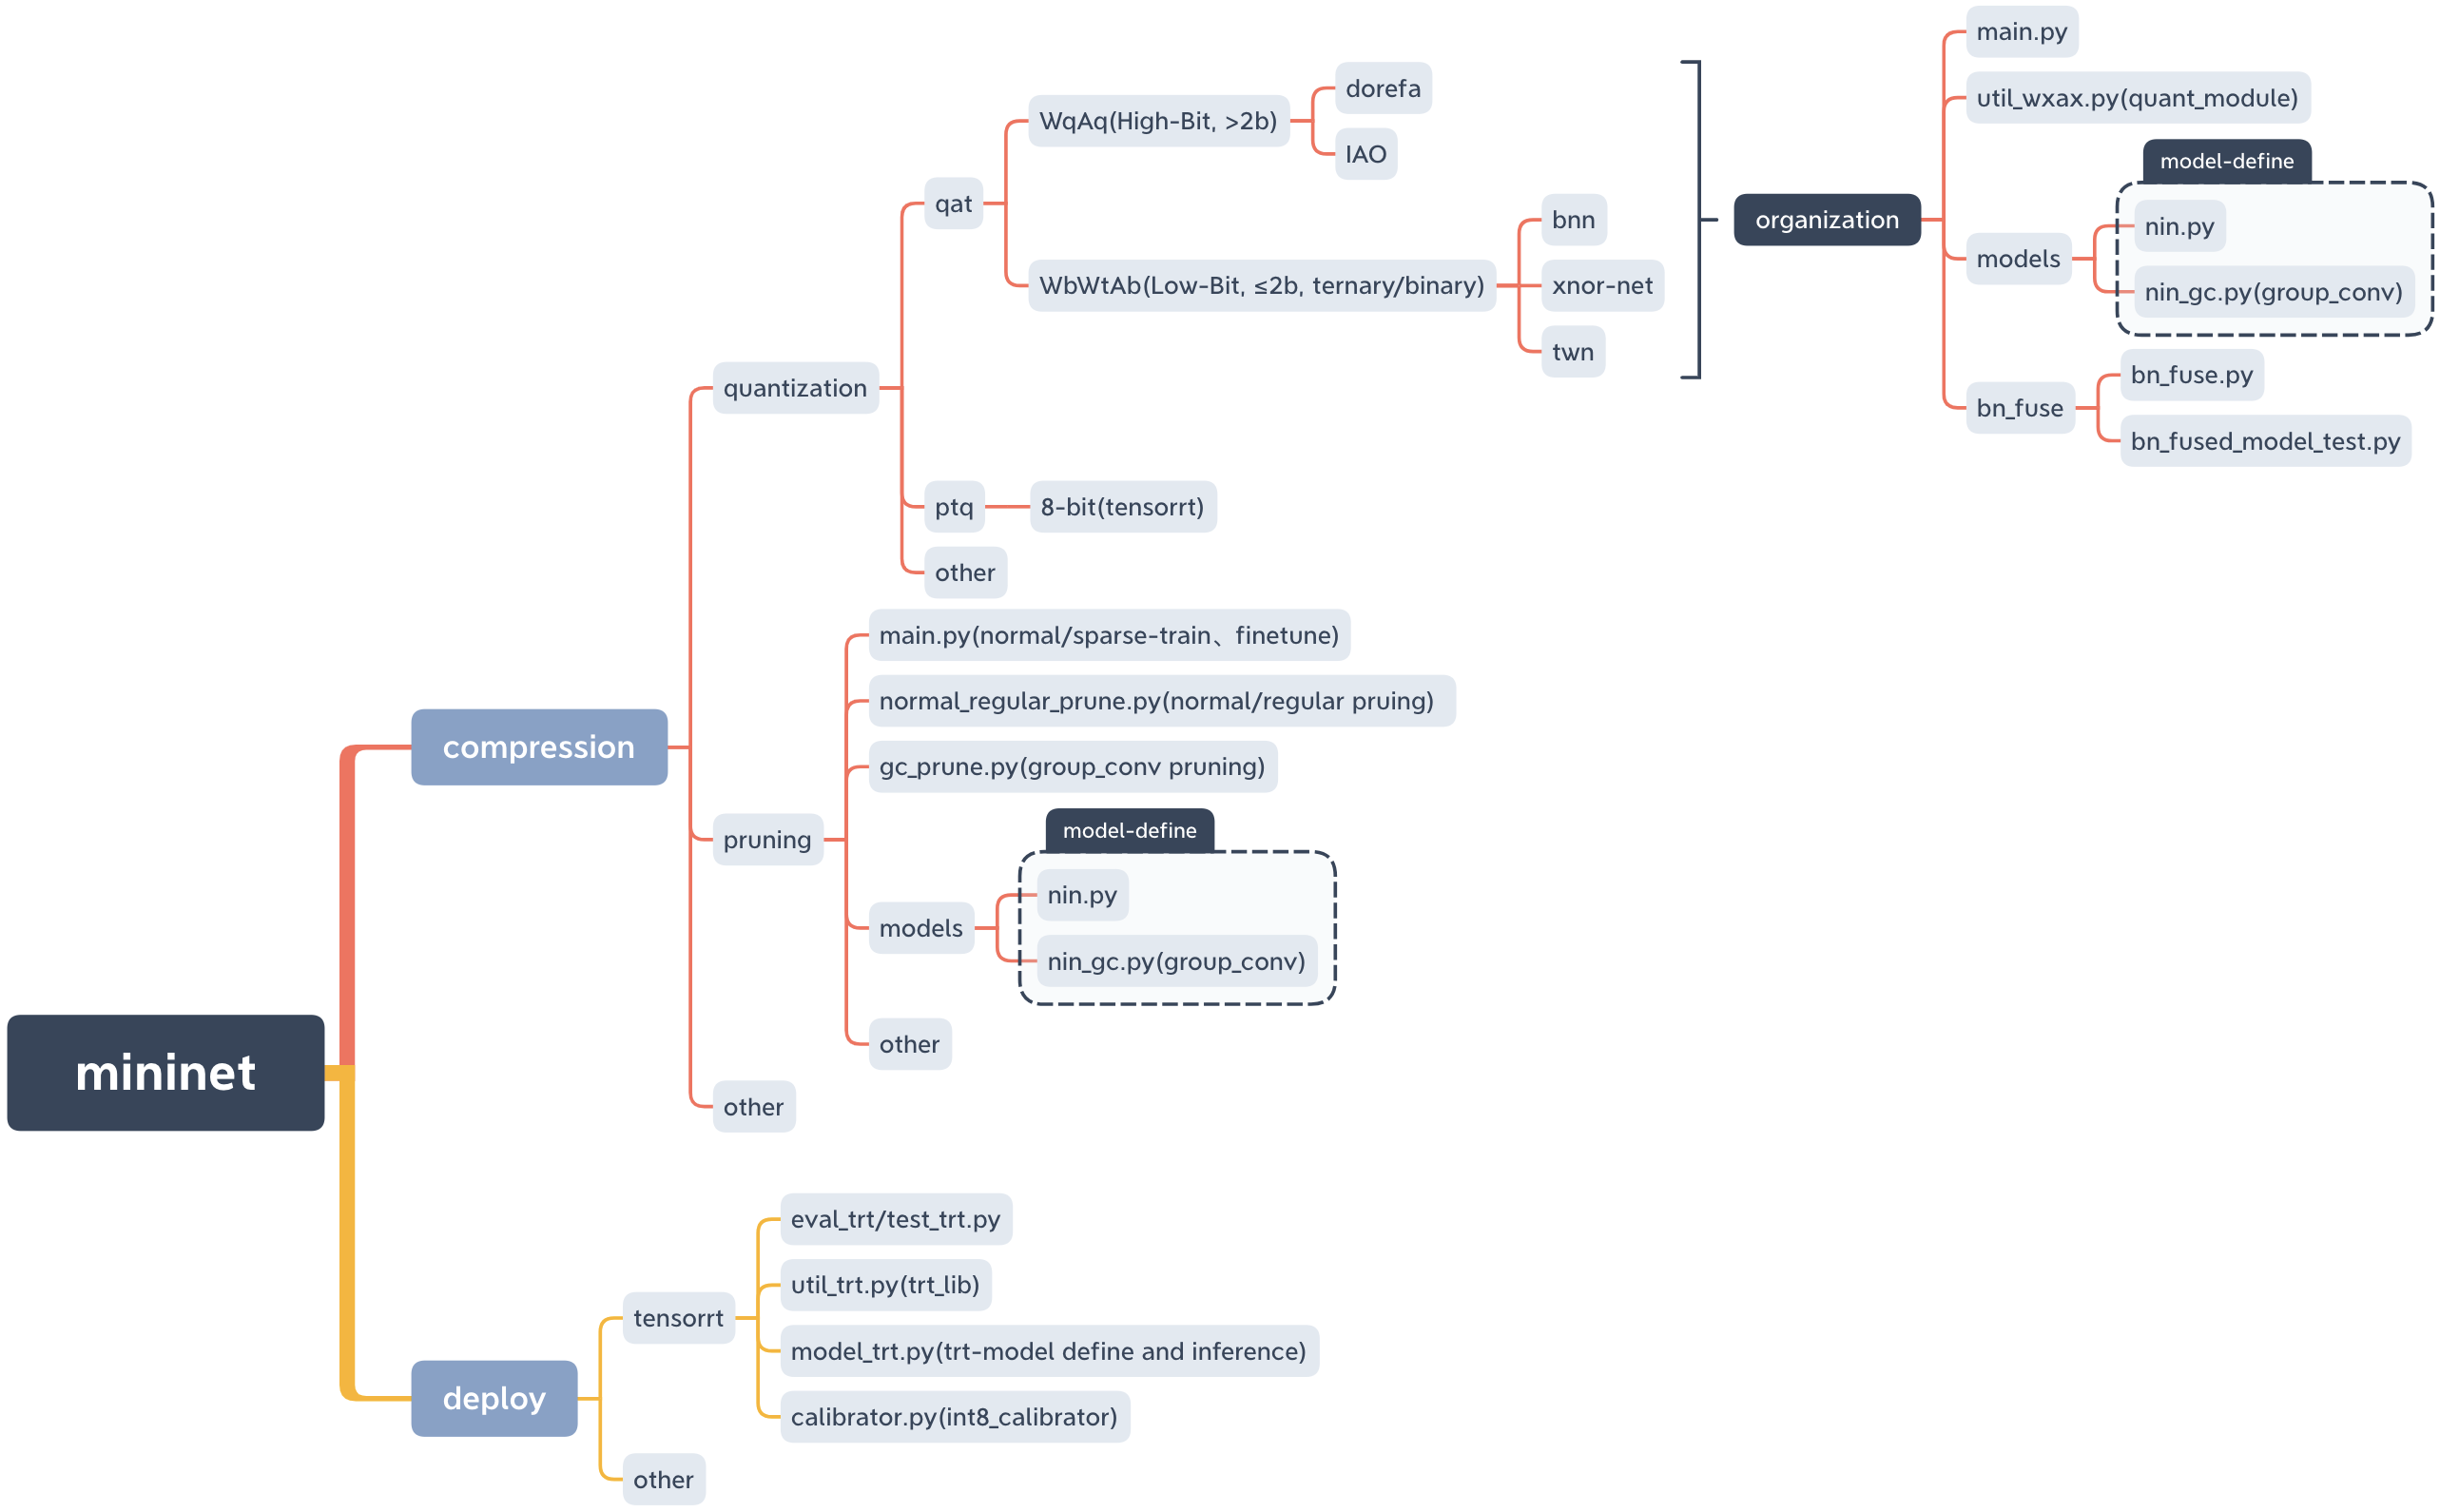 mininet
compression
quantization
qat
WqAq(High-Bit, >2b)
dorefa
IAO
WbWtAb(Low-Bit, ≤2b, ternary/binary)
bnn
xnor-net
twn
organization
main.py
util_wxax.py(quant_module)
models
model-define
nin.py
nin_gc.py(group_conv)
bn_fuse
bn_fuse.py
bn_fused_model_test.py
ptq
8-bit(tensorrt)
other
pruning
main.py(normal/sparse-train、finetune)
normal_regular_prune.py(normal/regular pruing)
gc_prune.py(group_conv pruning)
models
model-define
nin.py
nin_gc.py(group_conv)
other
other
deploy
tensorrt
eval_trt/test_trt.py
util_trt.py(trt_lib)
model_trt.py(trt-model define and inference)
calibrator.py(int8_calibrator)
other